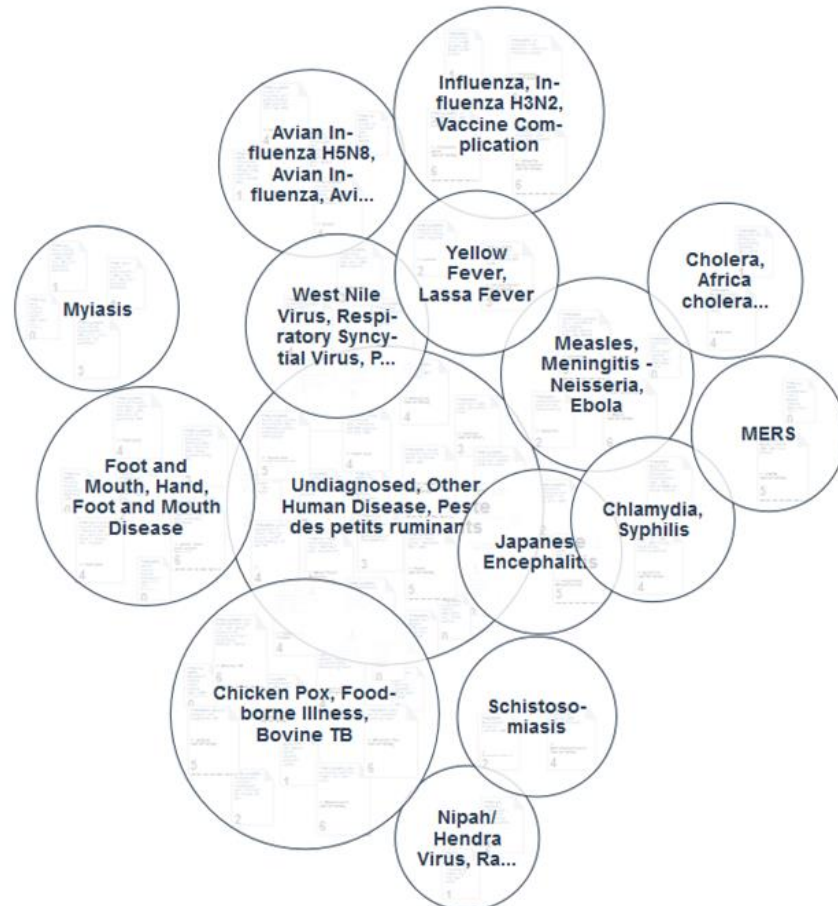 Influenza, In-
fluenza H3N2,
Vaccine Com-
plication
Avian In-
fluenza H5N8,
Avian In-
fluenza, Avi...
Yellow
Fever,
Lassa Fever
Cholera,
Africa
cholera...
Myiasis
West Nile
Virus, Respi-
ratory Syncy-
tial Virus, P...
Measles,
Meningitis -
Neisseria,
Ebola
MERS
Foot and
Mouth, Hand,
Foot and Mouth
Disease
Undiagnosed, Other
Human Disease, Peste
des petits ruminants
Chlamydia,
Syphilis
Japanese
Encephalitis
Chicken Pox, Food-
borne Illness,
Bovine TB
Schistoso-
miasis
Nipah/
Hendra
Virus, Ra...